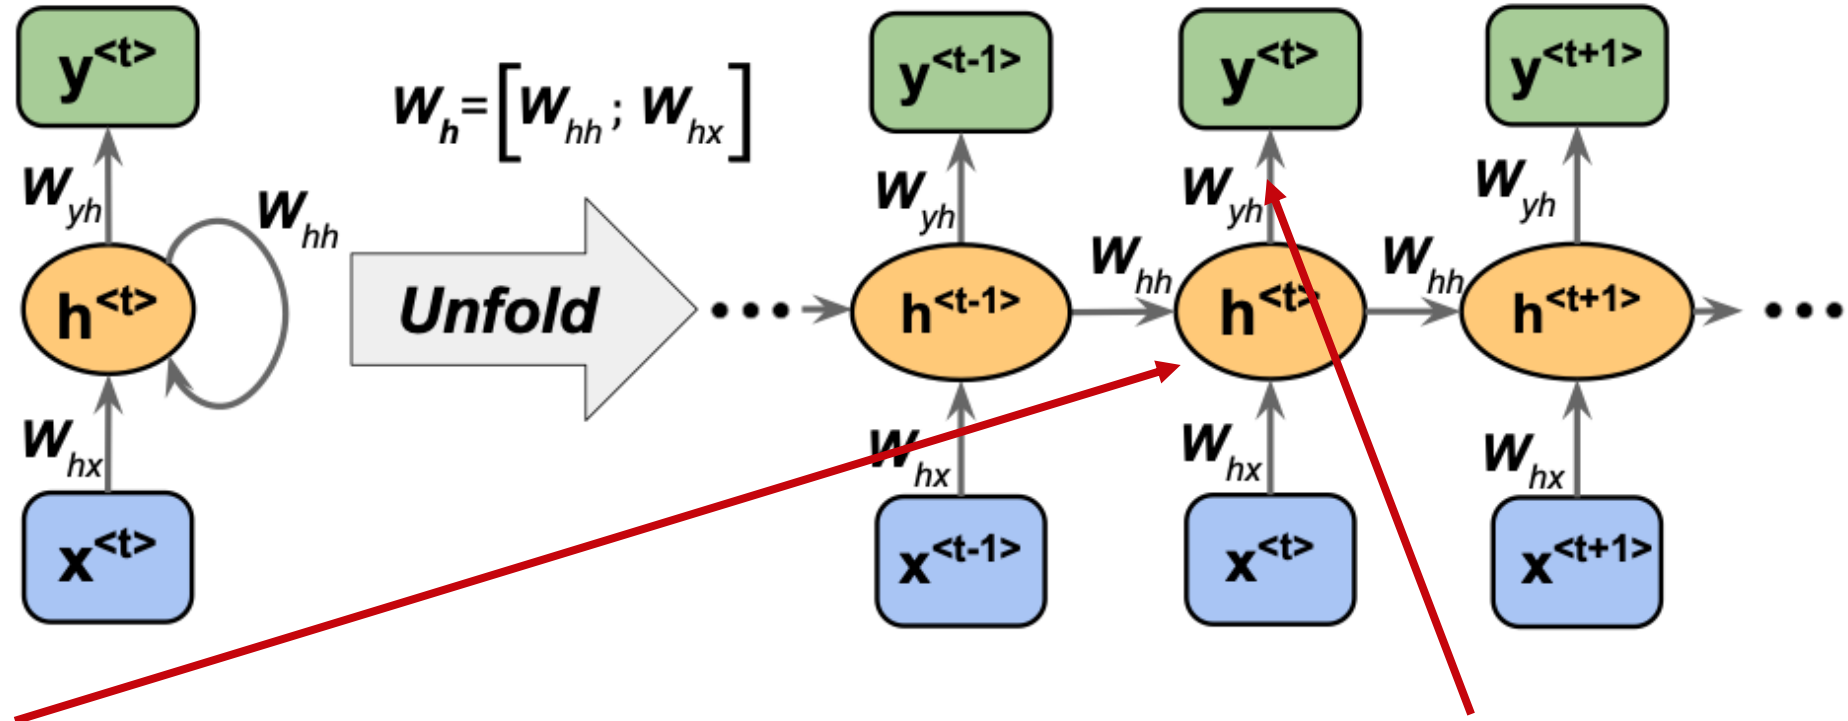 y<t>
W_yh
W_hh
h<t>
W_hx
x<t>
W_h=[W_hh ; W_hx]
Unfold
•••
y<t-1>
y<t>
y<t+1>
W_yh
W_yh
W_yh
W_hh
W_hh
h<t-1>
h<t>
h<t+1>
•••
W_hx
W_hx
W_hx
x<t-1>
x<t>
x<t+1>